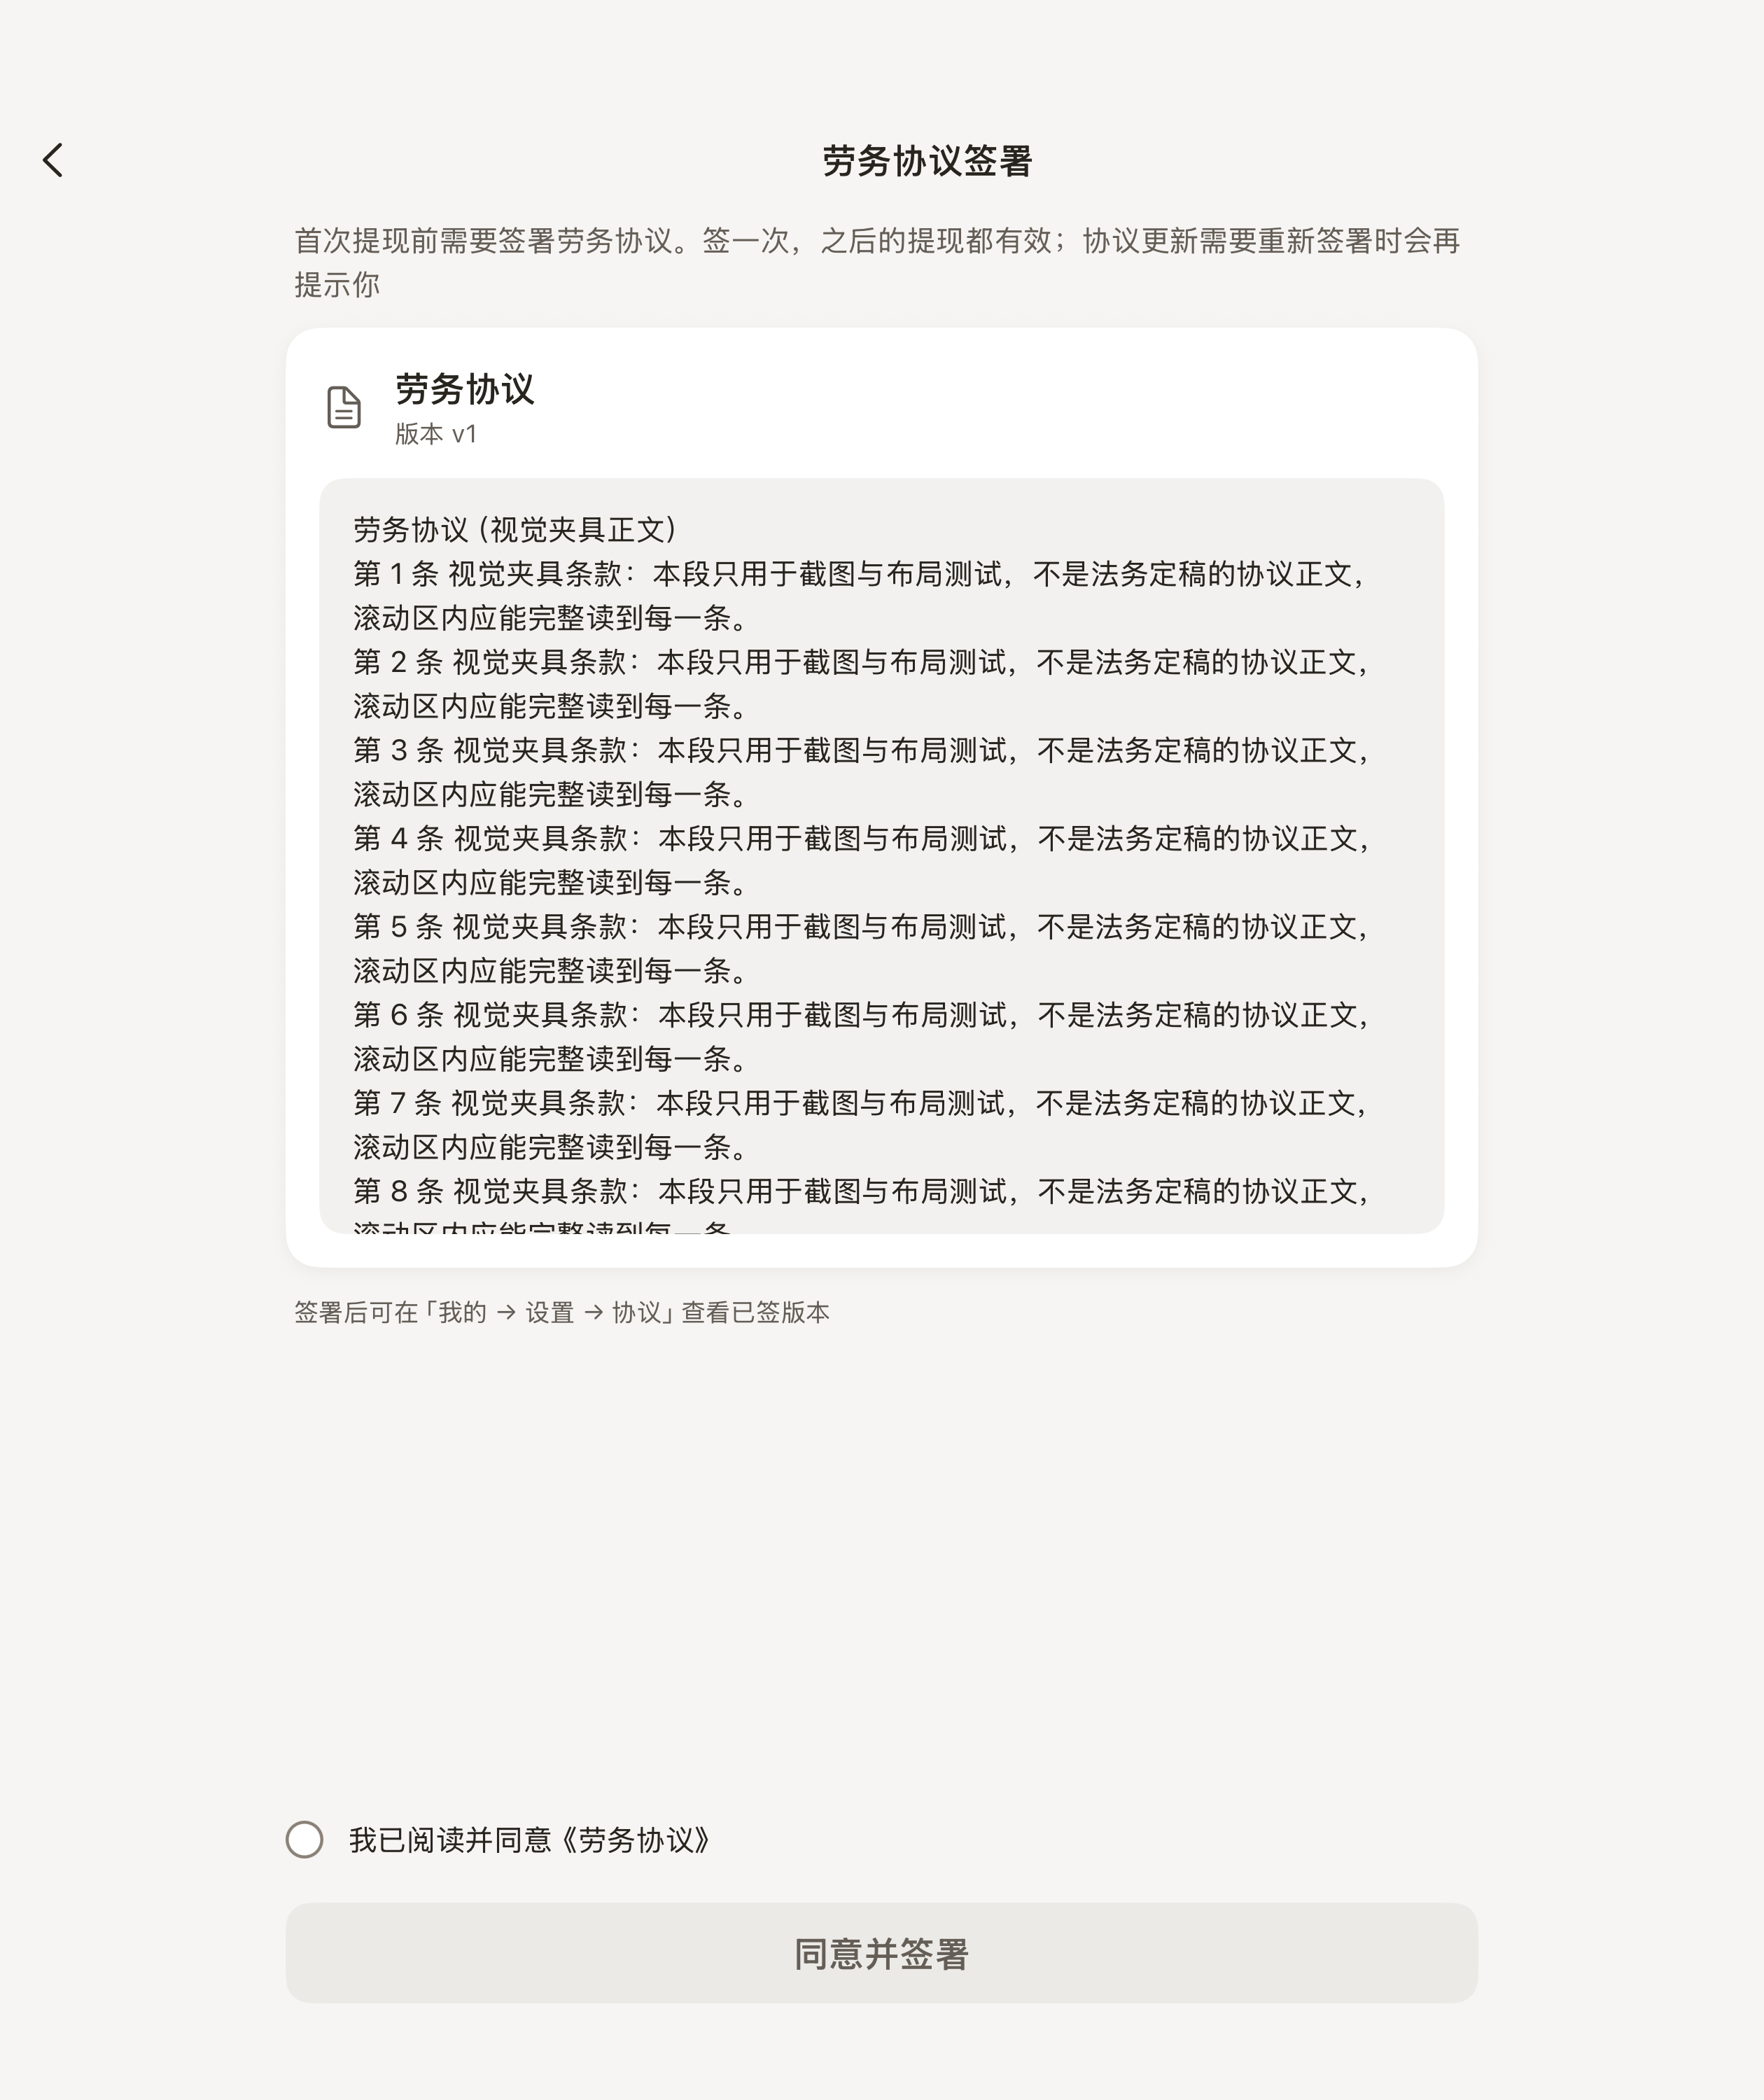 劳务协议签署
首次提现前需要签署劳务协议。签一次，之后的提现都有效；协议更新需要重新签署时会再
提示你
劳务协议
版本 v1
劳务协议（视觉夹具正文）
第 1 条 视觉夹具条款：本段只用于截图与布局测试，不是法务定稿的协议正文，
滚动区内应能完整读到每一条。
第 2 条 视觉夹具条款：本段只用于截图与布局测试，不是法务定稿的协议正文，
滚动区内应能完整读到每一条。
第 3 条 视觉夹具条款：本段只用于截图与布局测试，不是法务定稿的协议正文，
滚动区内应能完整读到每一条。
第 4 条 视觉夹具条款：本段只用于截图与布局测试，不是法务定稿的协议正文，
滚动区内应能完整读到每一条。
第 5 条 视觉夹具条款：本段只用于截图与布局测试，不是法务定稿的协议正文，
滚动区内应能完整读到每一条。
第 6 条 视觉夹具条款：本段只用于截图与布局测试，不是法务定稿的协议正文，
滚动区内应能完整读到每一条。
第 7 条 视觉夹具条款：本段只用于截图与布局测试，不是法务定稿的协议正文，
滚动区内应能完整读到每一条。
第 8 条 视觉夹具条款：本段只用于截图与布局测试，不是法务定稿的协议正文，
滚动区内应能完整读到每一条
签署后可在「我的 → 设置 → 协议」查看已签版本
我已阅读并同意《劳务协议》
同意并签署